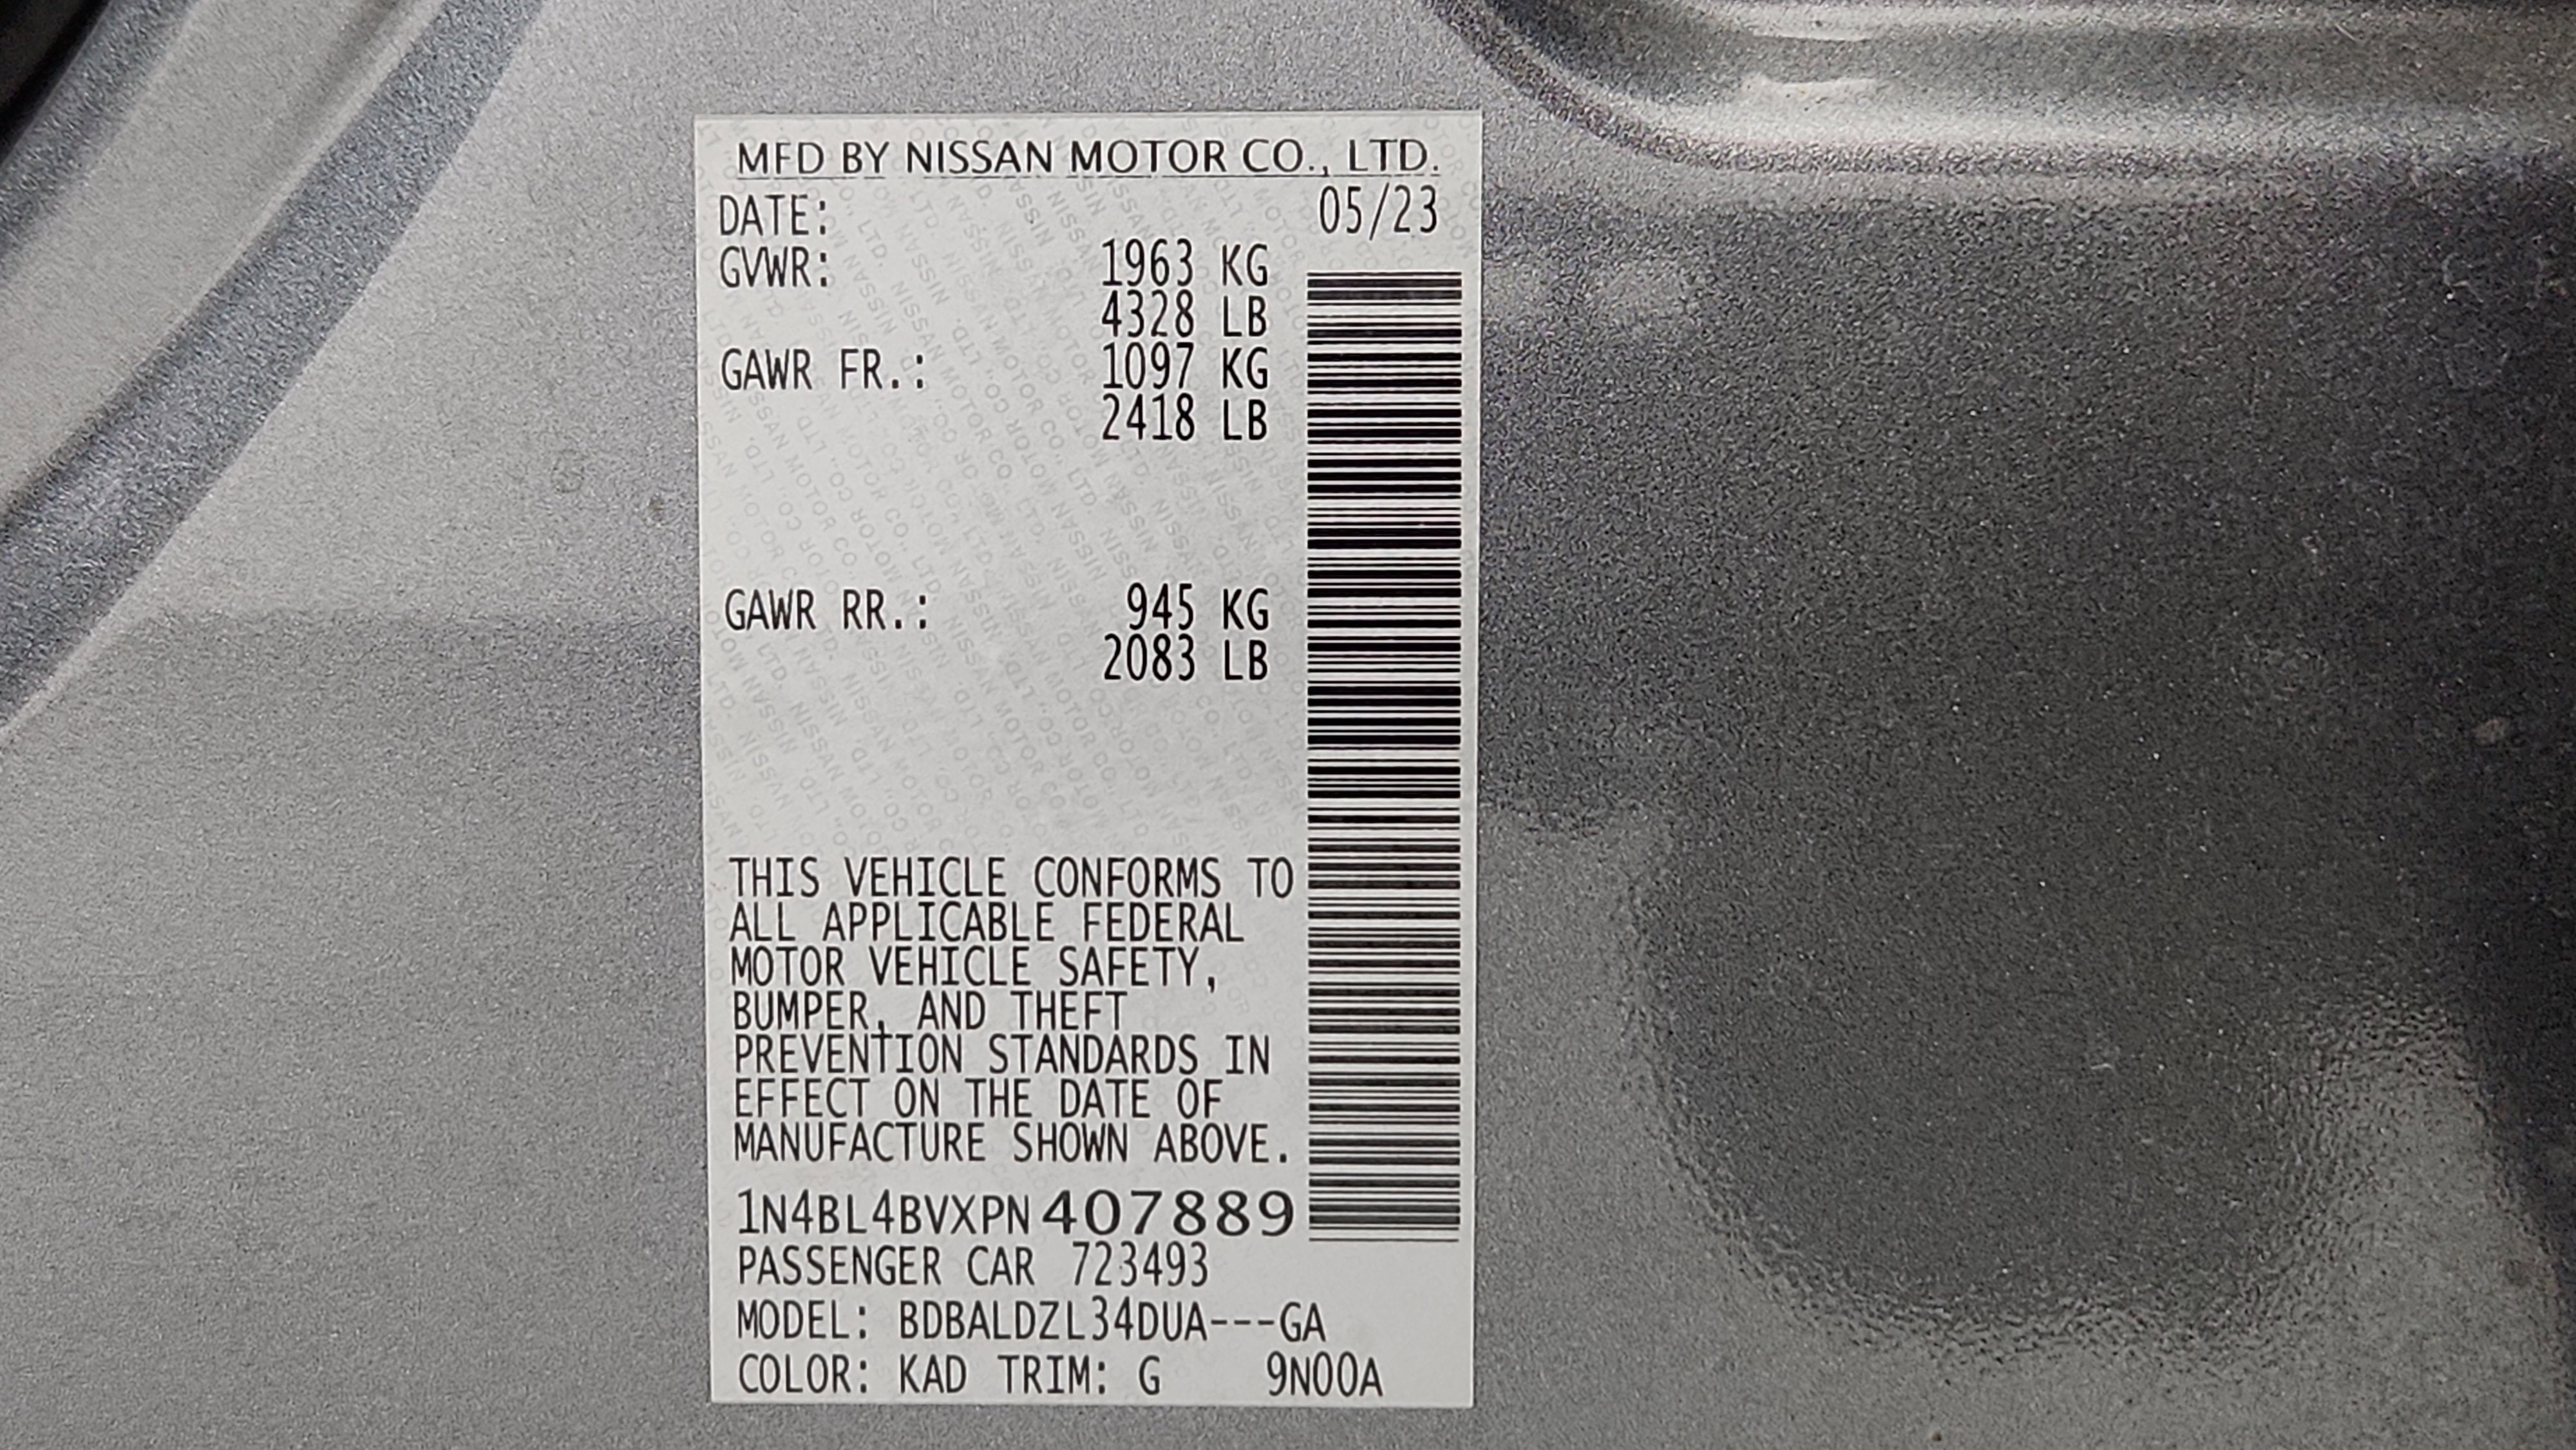 MFD BY NISSAN MOTOR CO., LTD.
DATE: 05/23
GVWR: 1963 KG
4328 LB
GAWR FR.: 1097 KG
2418 LB
GAWR RR.: 945 KG
2083 LB
THIS VEHICLE CONFORMS TO
ALL APPLICABLE FEDERAL
MOTOR VEHICLE SAFETY,
BUMPER, AND THEFT
PREVENTION STANDARDS IN
EFFECT ON THE DATE OF
MANUFACTURE SHOWN ABOVE.
1N4BL4BVXPN407889
PASSENGER CAR 723493
MODEL: BDBALDZL34DUA---GA
COLOR: KAD TRIM: G 9N00A